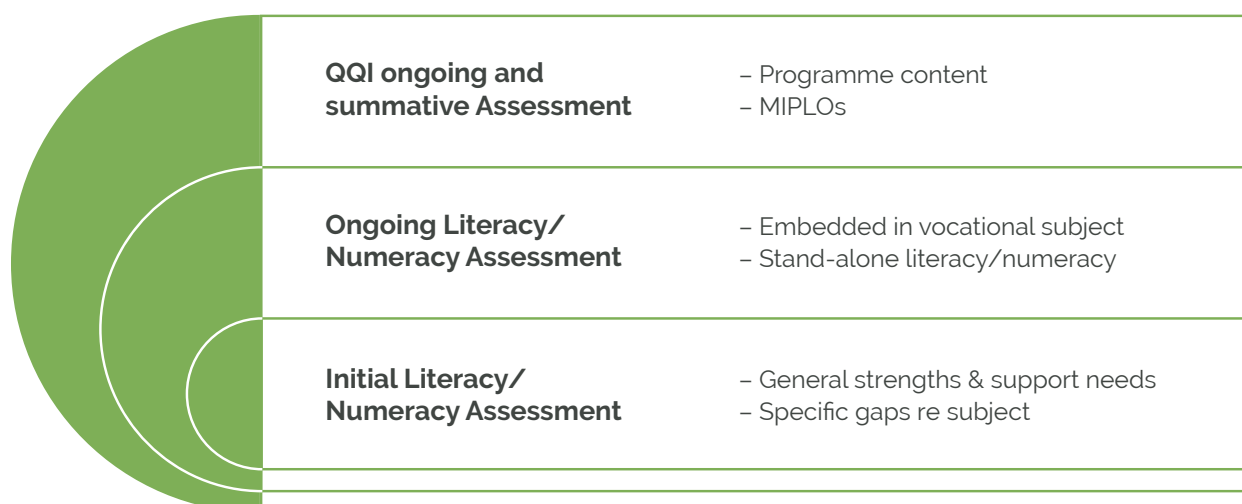 QQI ongoing and
summative Assessment
– Programme content
– MIPLOs
Ongoing Literacy/
Numeracy Assessment
– Embedded in vocational subject
– Stand-alone literacy/numeracy
Initial Literacy/
Numeracy Assessment
– General strengths & support needs
– Specific gaps re subject